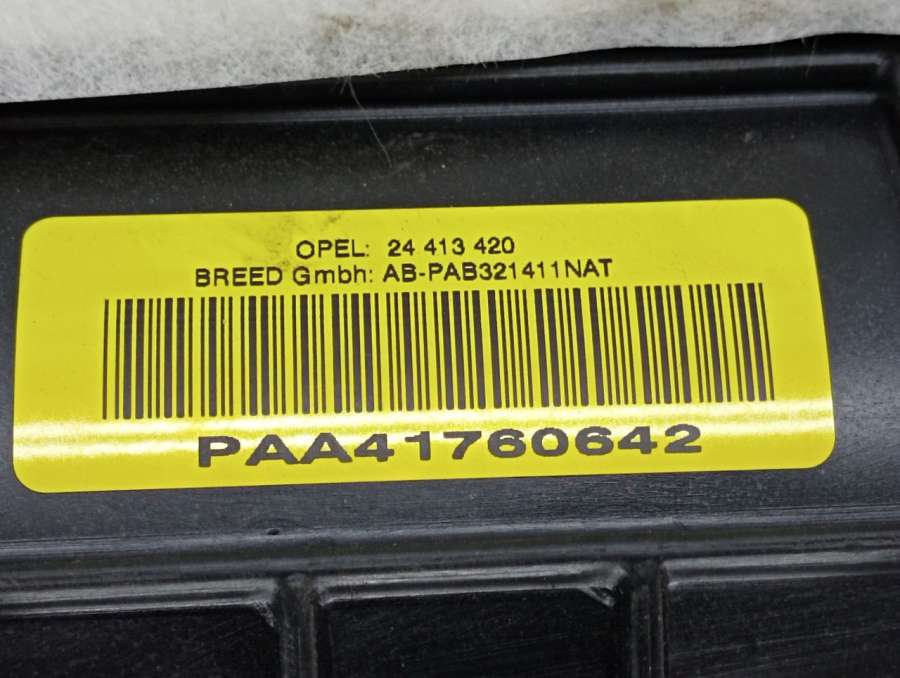 OPEL: 24 413 420
BREED Gmbh: AB-PAB321411NAT
PAA41760642